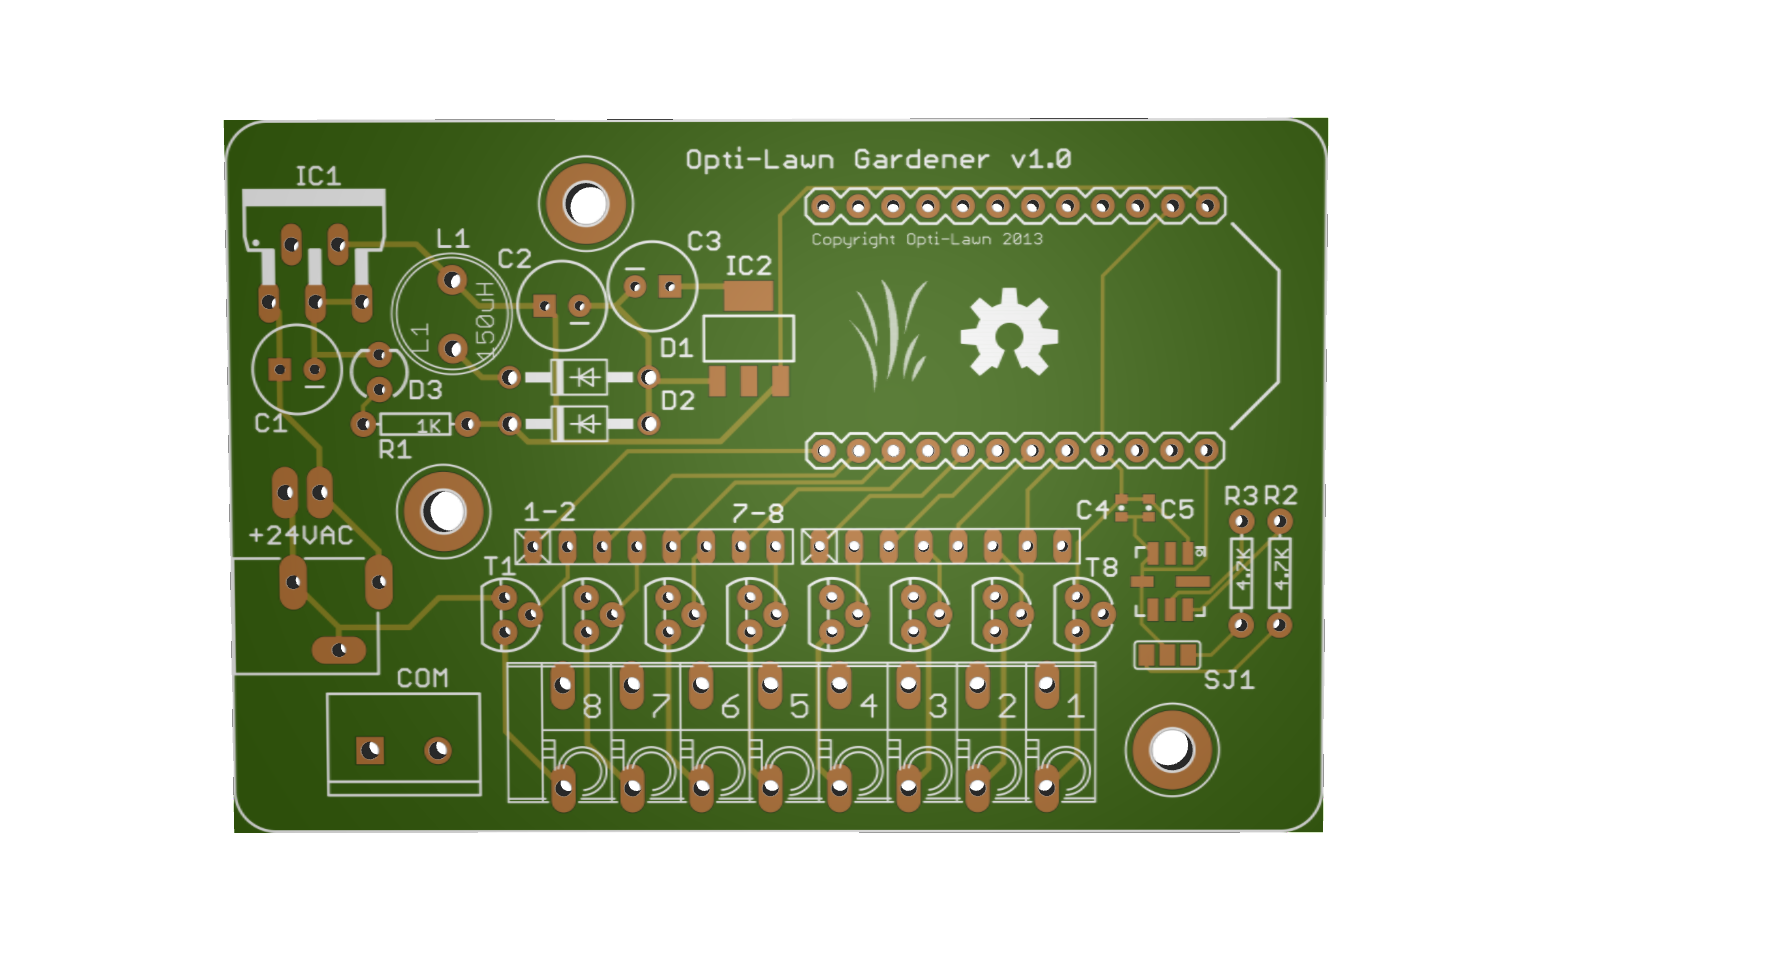 Opti-Lawn Gardener v1.0
IC1
L1
C2
C3
IC2
Copyright Opti-Lawn 2013
150uH
L1
D1
D3
D2
C1
1K
R1
+24VAC
1-2
7-8
C4
C5
R3
R2
T1
T8
4.7K
4.7K
COM
SJ1
8
7
6
5
4
3
2
1